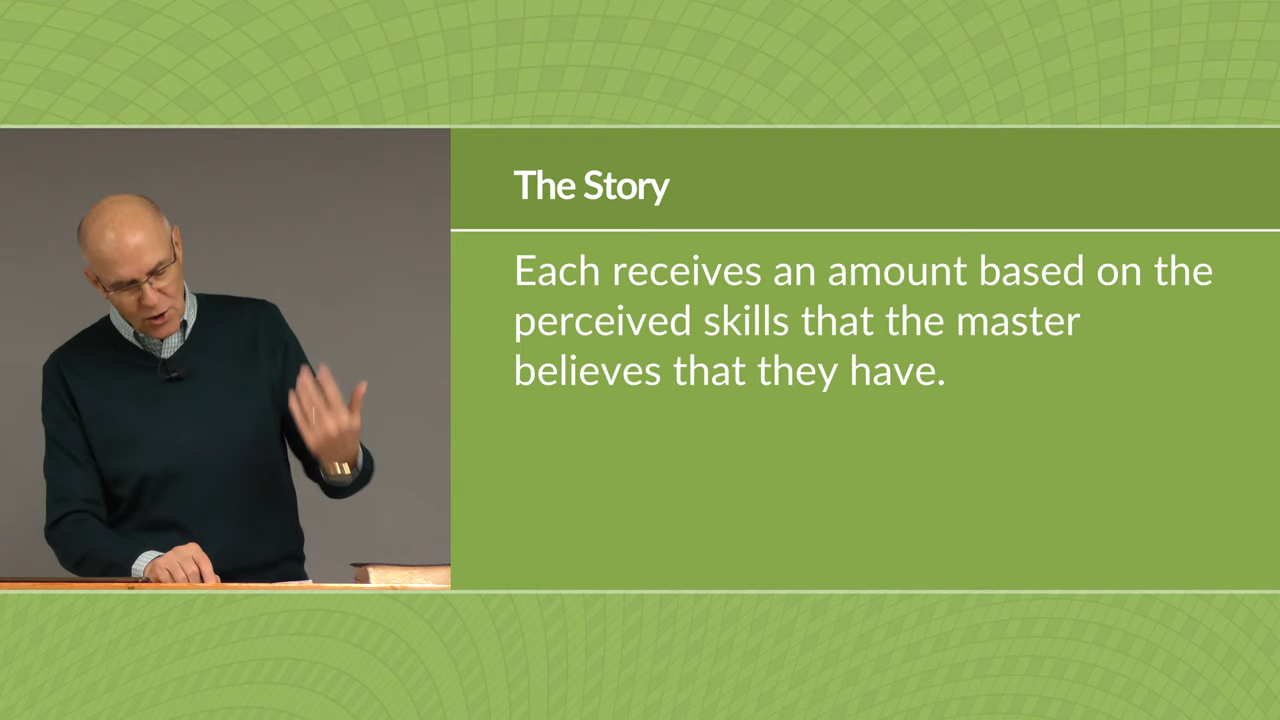 The Story
Each receives an amount based on the
perceived skills that the master
believes that they have.